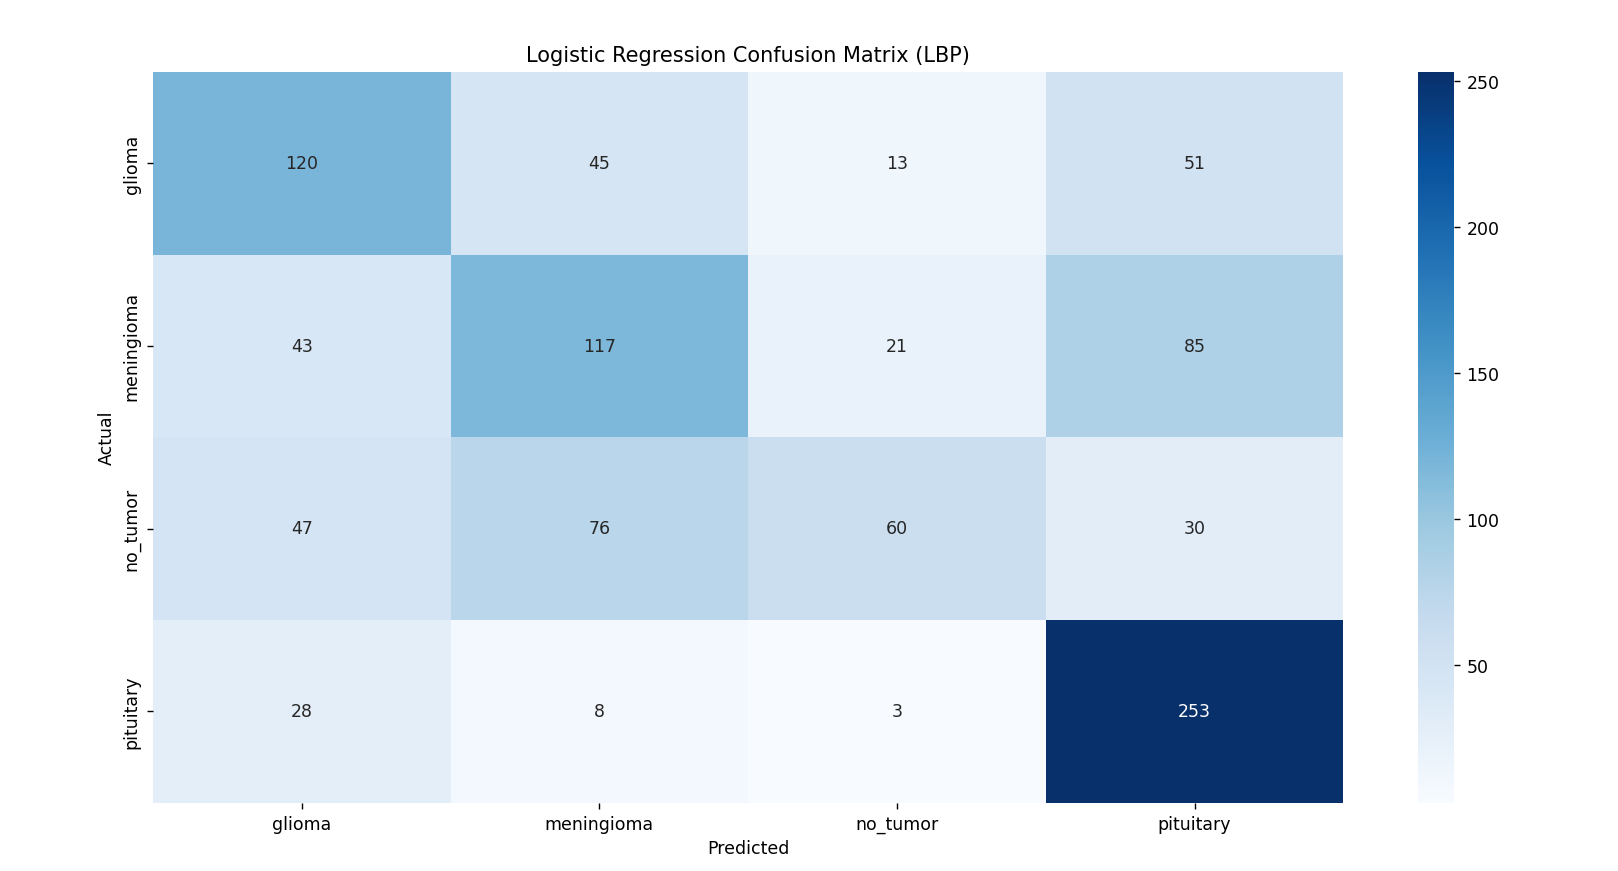 Logistic Regression Confusion Matrix (LBP)
Actual
glioma
120 45 13 51
meningioma
43 117 21 85
no_tumor
47 76 60 30
pituitary
28 8 3 253
glioma meningioma no_tumor pituitary
Predicted
250
200
150
100
50